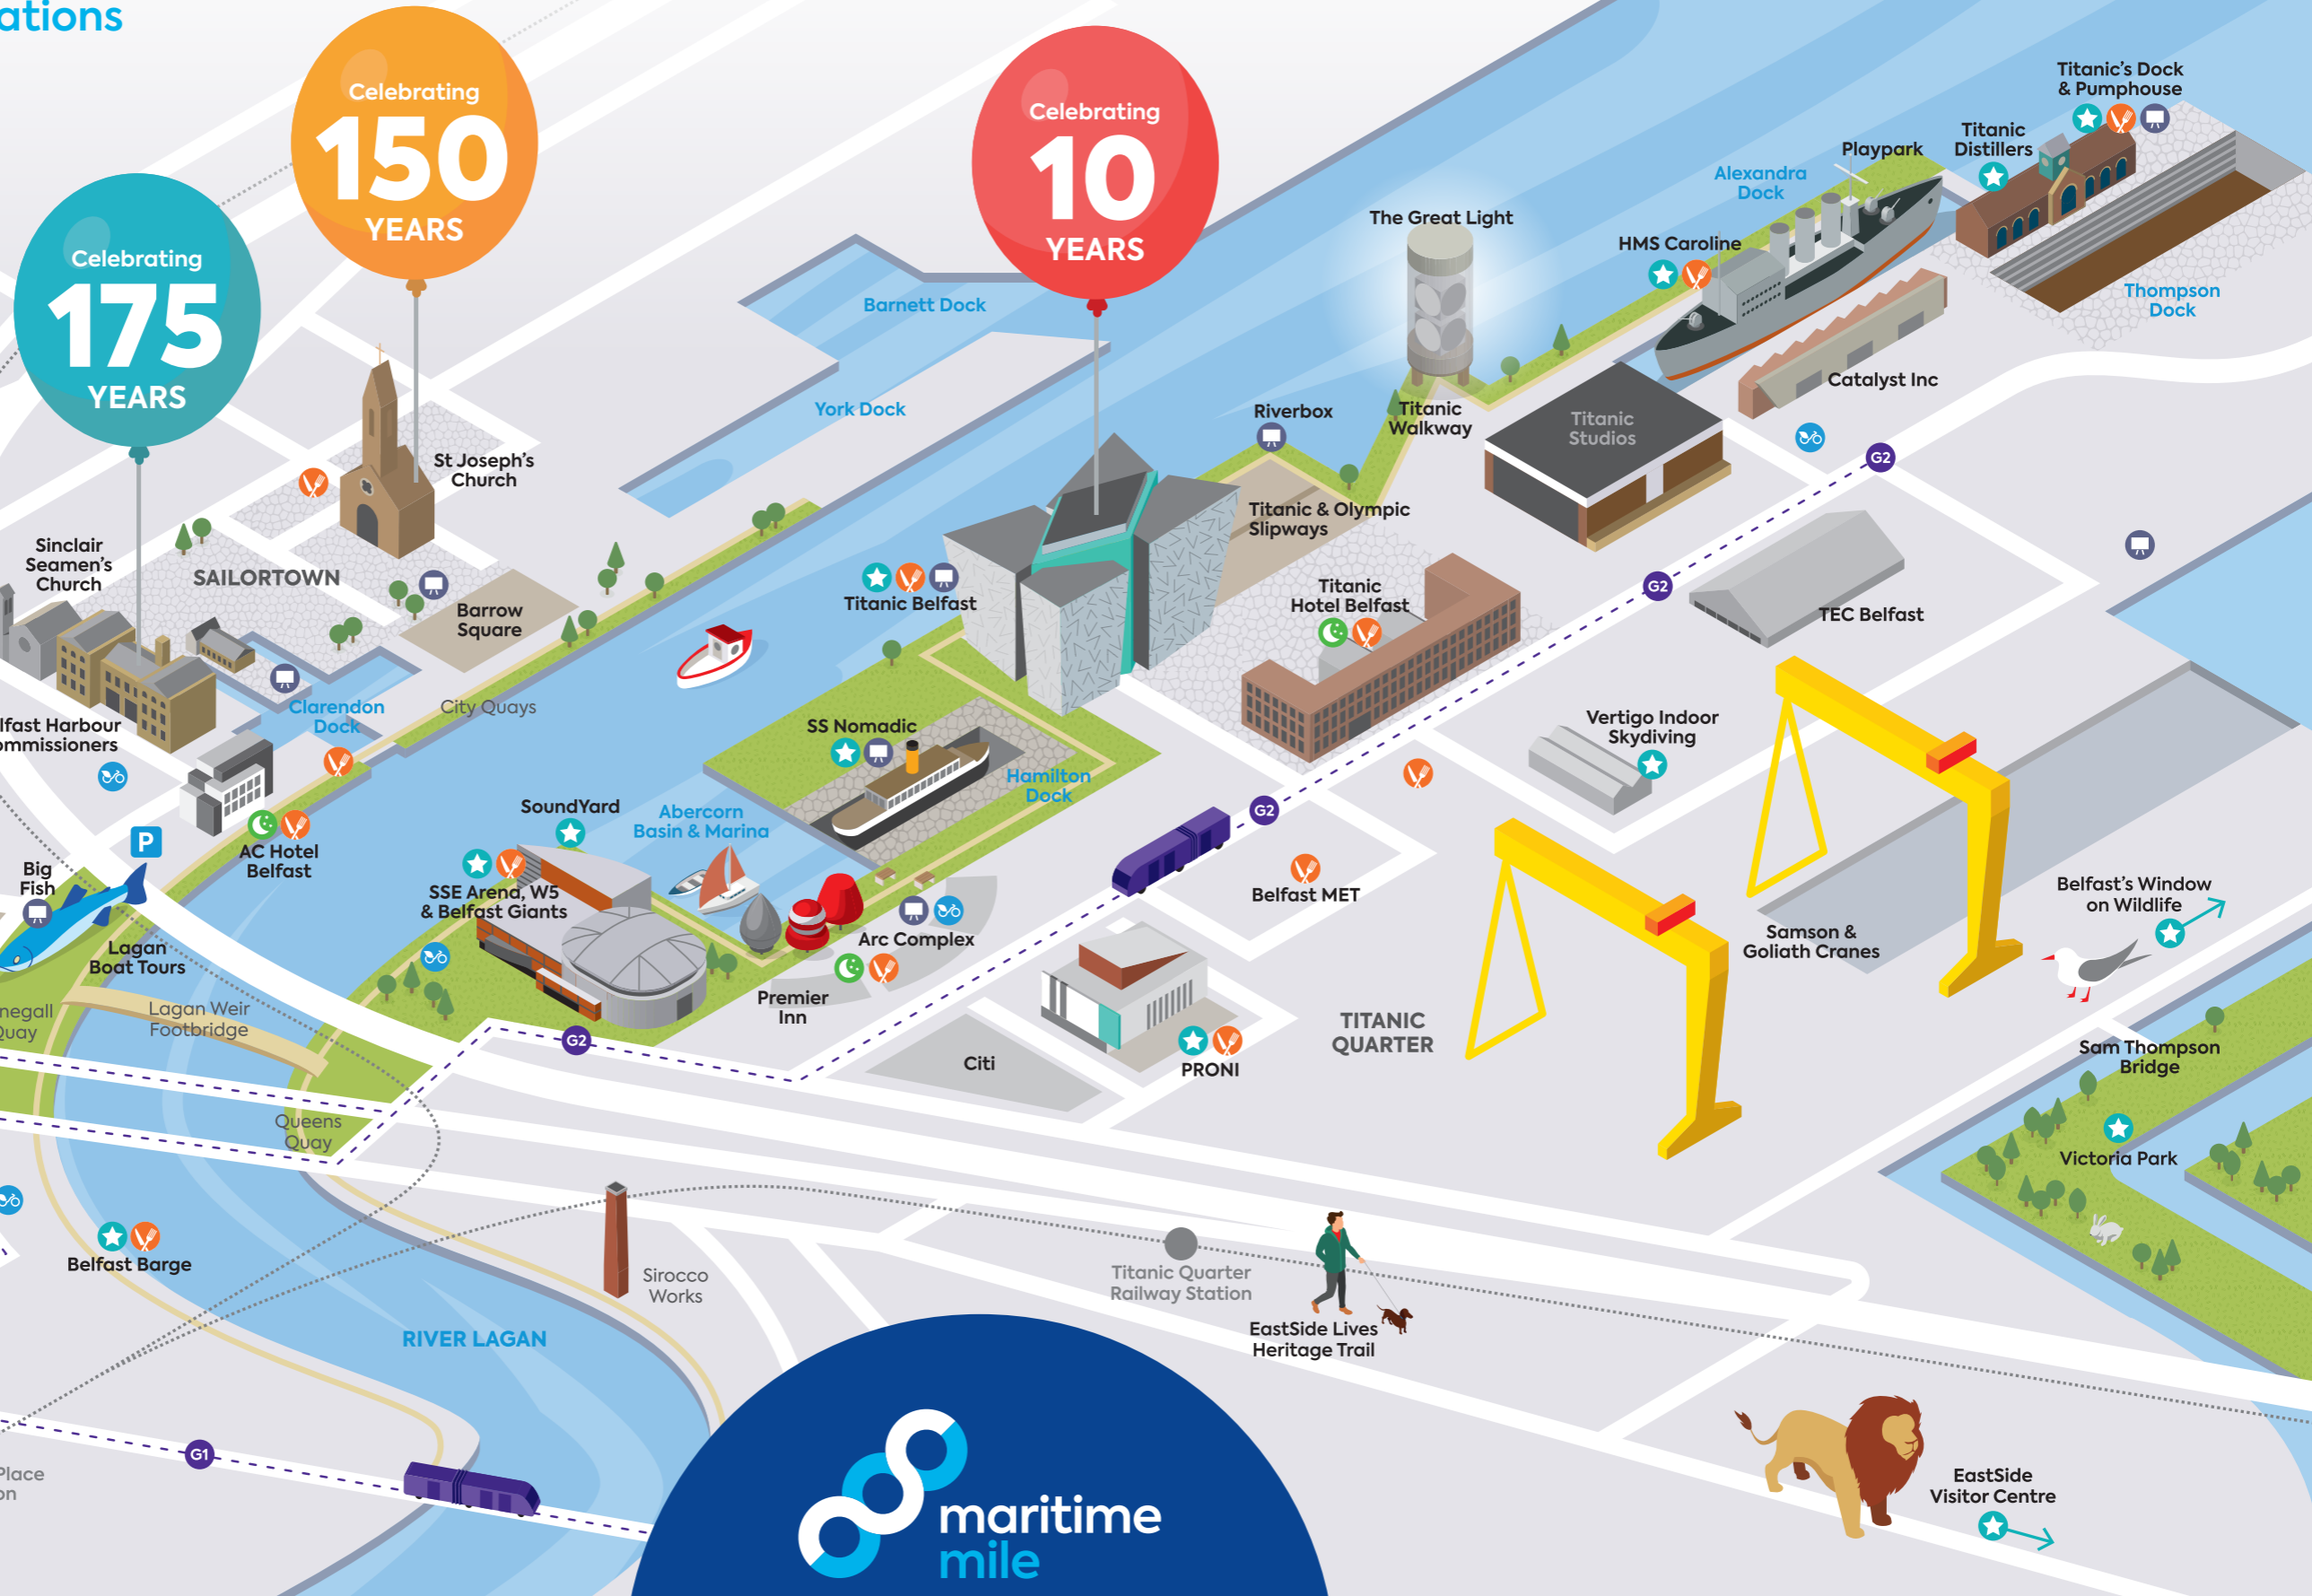 ations
Celebrating
175
YEARS
Celebrating
150
YEARS
Celebrating
10
YEARS
Titanic's Dock
& Pumphouse
Titanic
Distillers
Playpark
Alexandra
Dock
The Great Light
HMS Caroline
Thompson
Dock
Barnett Dock
York Dock
Catalyst Inc
Riverbox
Titanic
Walkway
Titanic
Studios
G2
St Joseph's
Church
Titanic & Olympic
Slipways
Sinclair
Seamen's
Church
SAILORTOWN
Barrow
Square
Titanic Belfast
Titanic
Hotel Belfast
G2
TEC Belfast
Clarendon
Dock
City Quays
lfast Harbour
ommissioners
SS Nomadic
Hamilton
Dock
Vertigo Indoor
Skydiving
G2
SoundYard
Abercorn
Basin & Marina
P
AC Hotel
Belfast
Big
Fish
SSE Arena, W5
& Belfast Giants
Belfast MET
Belfast's Window
on Wildlife
Lagan
Boat Tours
Arc Complex
Samson &
Goliath Cranes
Premier
Inn
negall
Quay
Lagan Weir
Footbridge
G2
Citi
PRONI
TITANIC
QUARTER
Sam Thompson
Bridge
Queens
Quay
Victoria Park
Belfast Barge
Sirocco
Works
Titanic Quarter
Railway Station
RIVER LAGAN
EastSide Lives
Heritage Trail
G1
Place
on
EastSide
Visitor Centre
maritime
mile